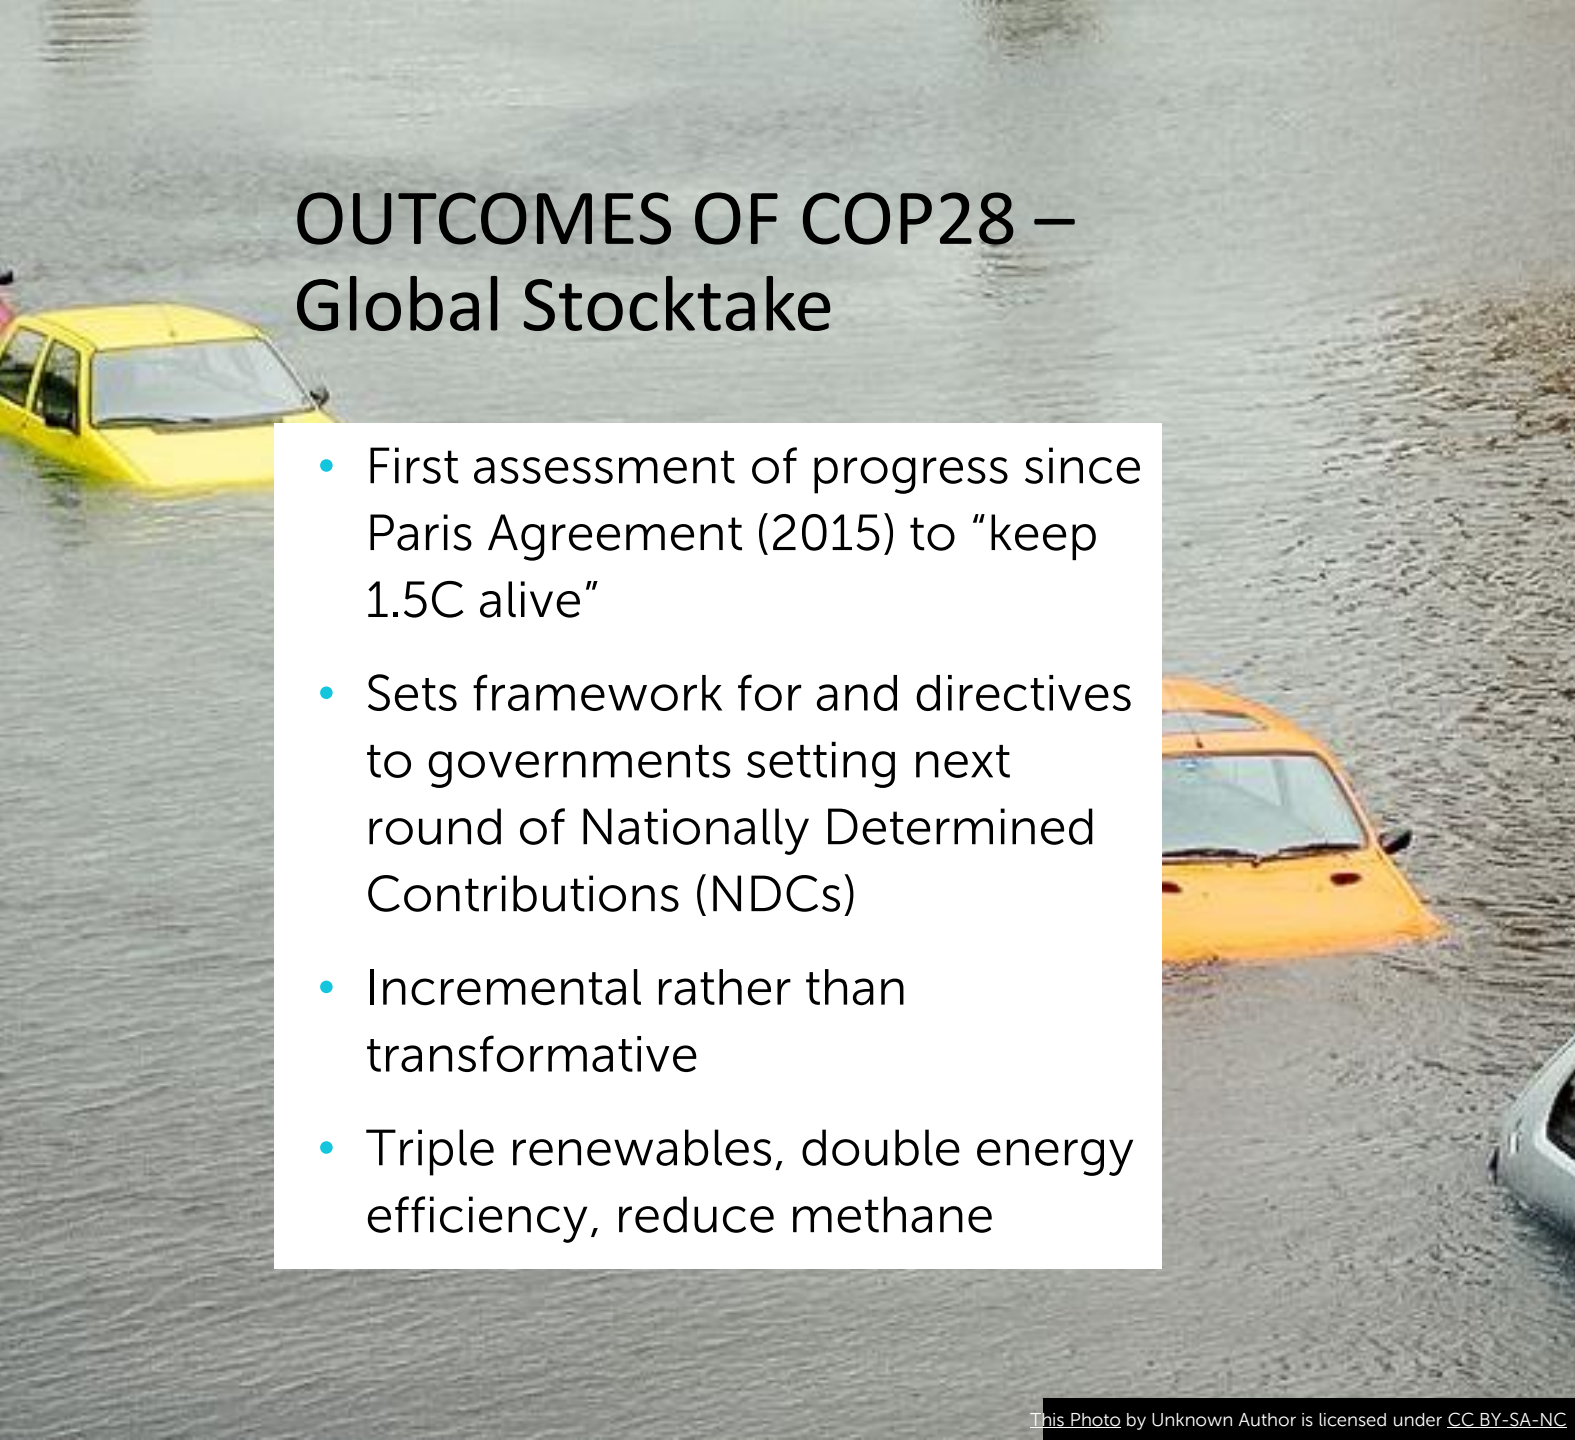 OUTCOMES OF COP28 –
Global Stocktake
• First assessment of progress since
Paris Agreement (2015) to “keep
1.5C alive”
• Sets framework for and directives
to governments setting next
round of Nationally Determined
Contributions (NDCs)
• Incremental rather than
transformative
• Triple renewables, double energy
efficiency, reduce methane
This Photo by Unknown Author is licensed under CC BY-SA-NC